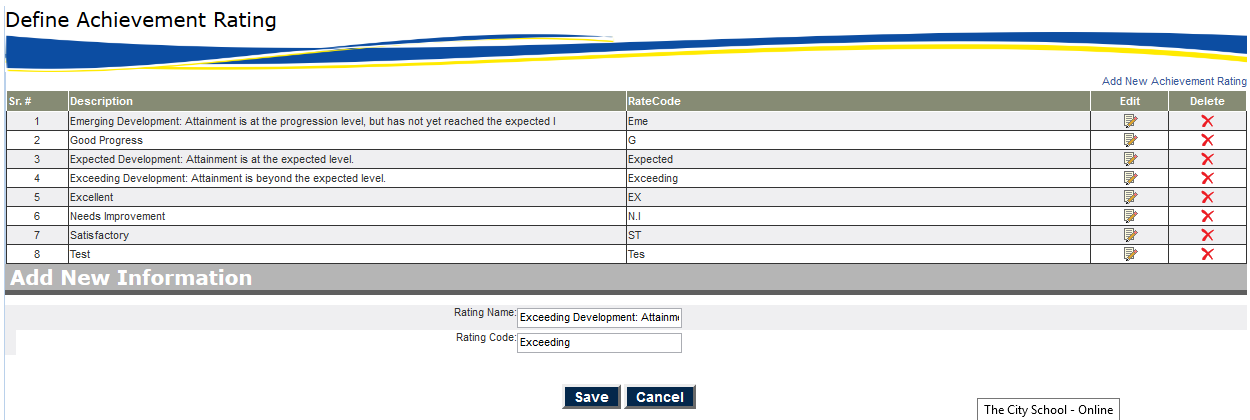 Define Achievement Rating
Add New Achievement Rating
Sr. # Description RateCode Edit Delete
1 Emerging Development: Attainment is at the progression level, but has not yet reached the expected l Eme
2 Good Progress G
3 Expected Development: Attainment is at the expected level. Expected
4 Exceeding Development: Attainment is beyond the expected level. Exceeding
5 Excellent EX
6 Needs Improvement N.I
7 Satisfactory ST
8 Test Tes
Add New Information
Rating Name: Exceeding Development: Attainm
Rating Code: Exceeding
Save Cancel
The City School - Online